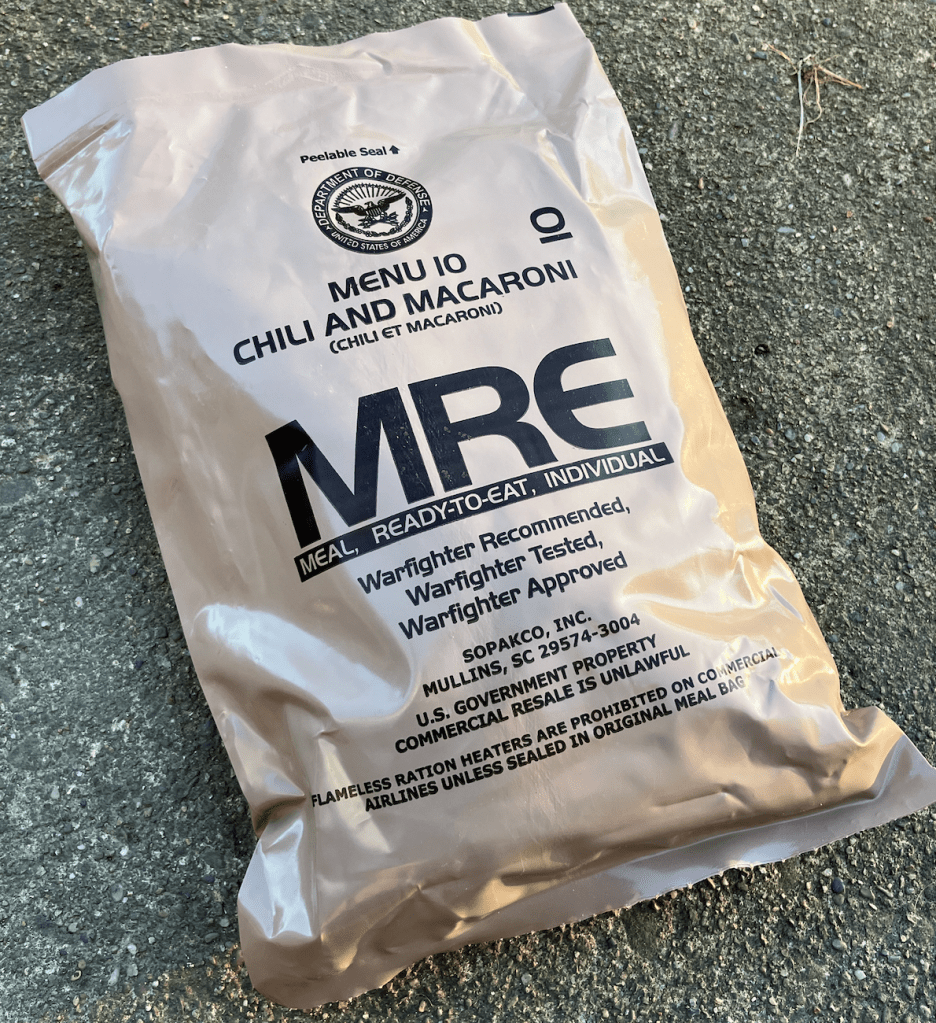 Peelable Seal
DEPARTMENT OF DEFENSE
UNITED STATES OF AMERICA
10
MENU 10
CHILI AND MACARONI
(CHILI ET MACARONI)
MRE
MEAL, READY-TO-EAT, INDIVIDUAL
Warfighter Recommended,
Warfighter Tested,
Warfighter Approved
SOPAKCO, INC.
MULLINS, SC 29574-3004
U.S. GOVERNMENT PROPERTY
COMMERCIAL RESALE IS UNLAWFUL
FLAMELESS RATION HEATERS ARE PROHIBITED ON COMMERCIAL
AIRLINES UNLESS SEALED IN ORIGINAL MEAL BAG